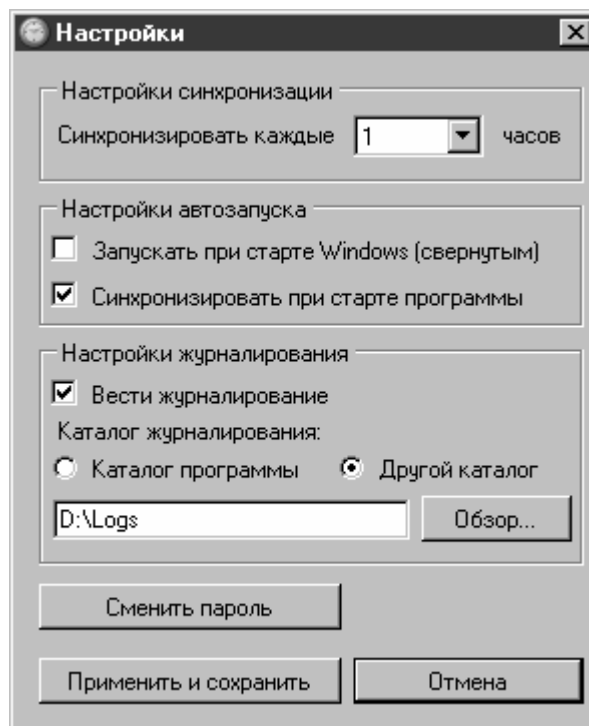 Настройки
Настройки синхронизации
Синхронизировать каждые 1 часов
Настройки автозапуска
Запускать при старте Windows (свернутым)
Синхронизировать при старте программы
Настройки журналирования
Вести журналирование
Каталог журналирования:
Каталог программы Другой каталог
D:\Logs Обзор...
Сменить пароль
Применить и сохранить Отмена